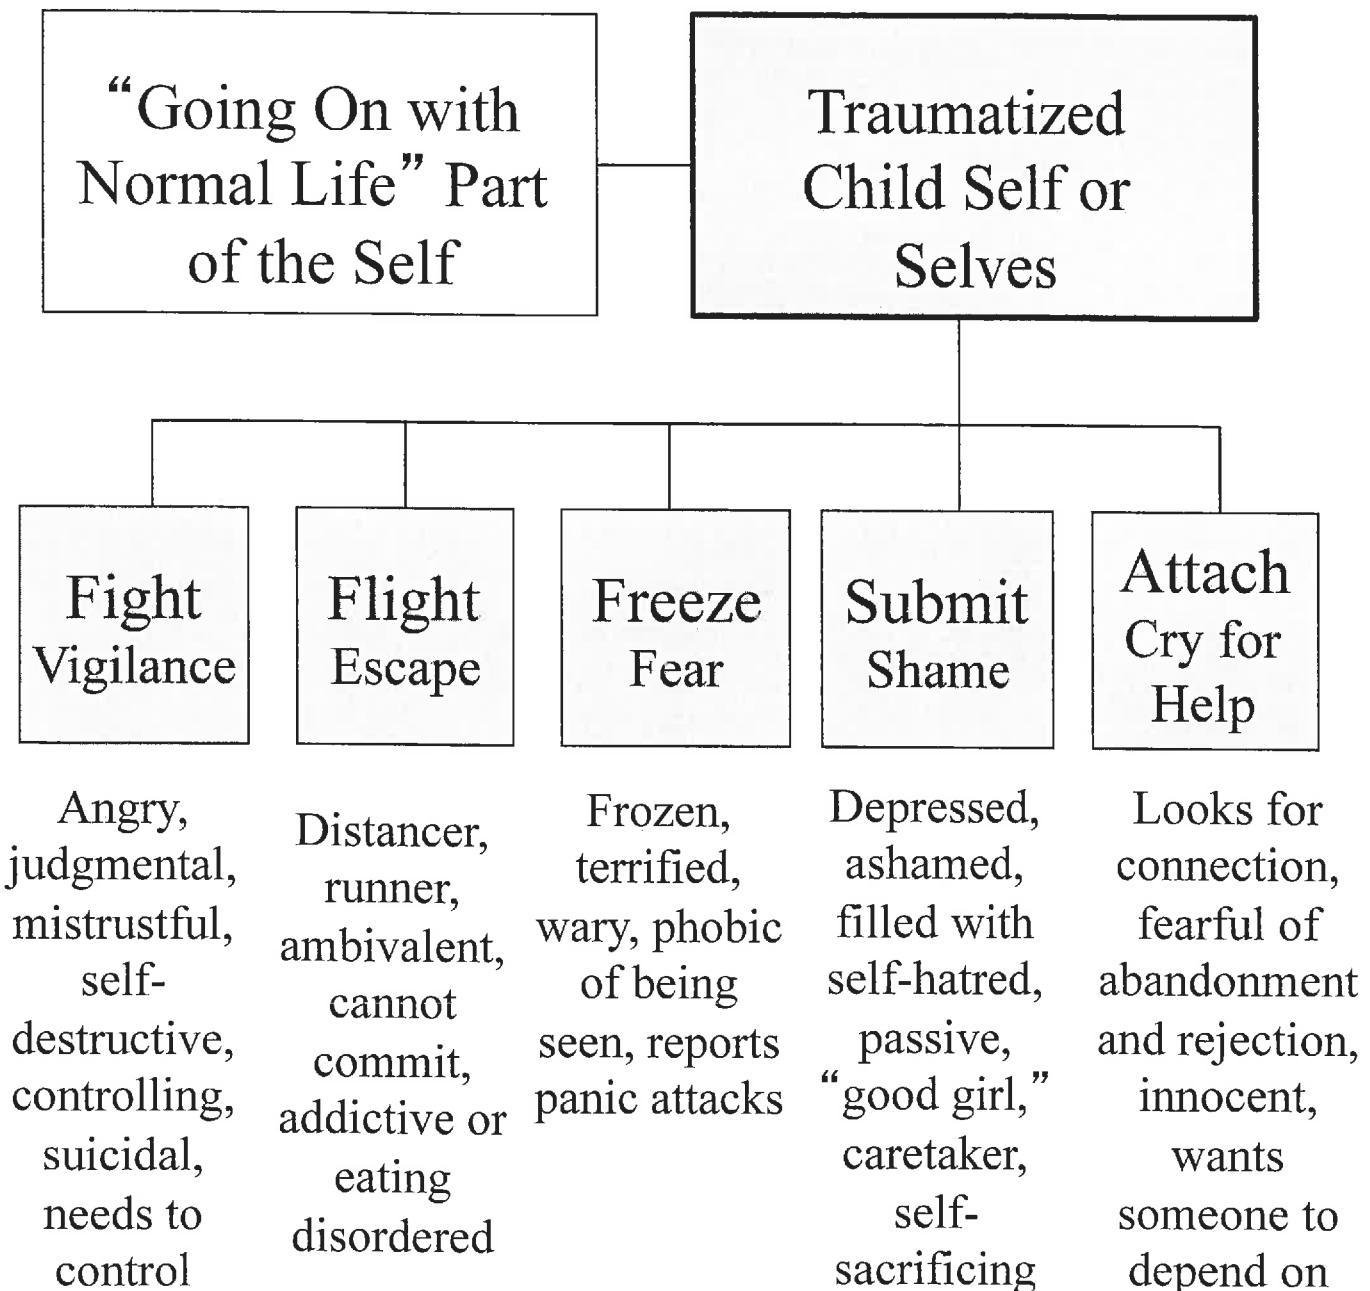 “Going On with
Normal Life” Part
of the Self
Traumatized
Child Self or
Selves
Fight
Vigilance
Flight
Escape
Freeze
Fear
Submit
Shame
Attach
Cry for
Help
Angry,
judgmental,
mistrustful,
self-
destructive,
controlling,
suicidal,
needs to
control
Distancer,
runner,
ambivalent,
cannot
commit,
addictive or
eating
disordered
Frozen,
terrified,
wary, phobic
of being
seen, reports
panic attacks
Depressed,
ashamed,
filled with
self-hatred,
passive,
“good girl,”
caretaker,
self-
sacrificing
Looks for
connection,
fearful of
abandonment
and rejection,
innocent,
wants
someone to
depend on